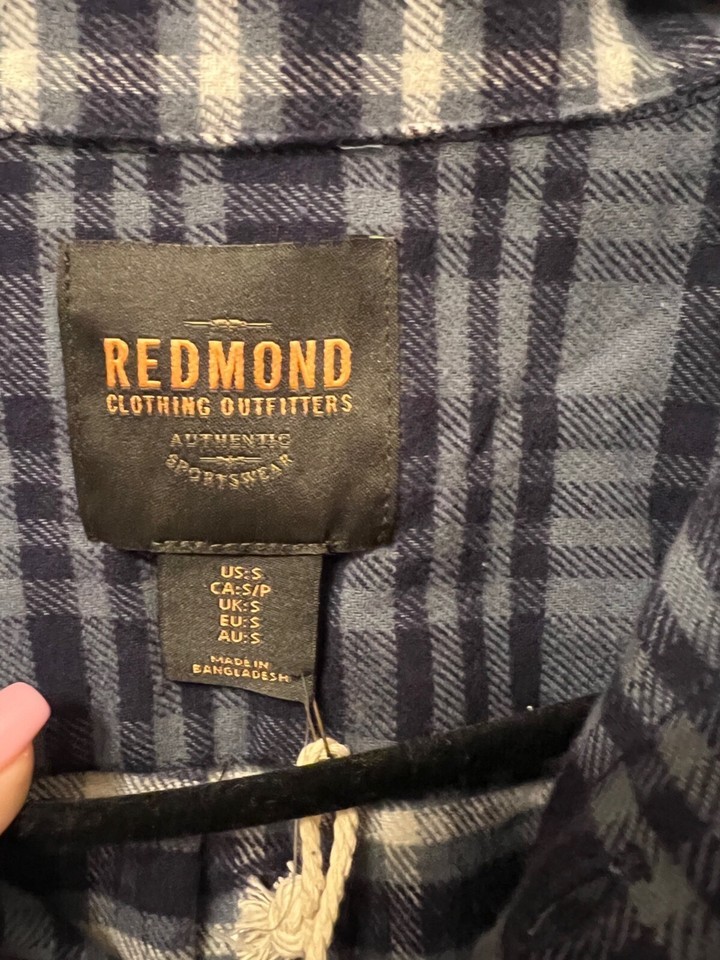 REDMOND
CLOTHING OUTFITTERS
AUTHENTIC
SPORTSWEAR
US:S
CA:S/P
UK:S
EU:S
AU:S
MADE IN
BANGLADESH